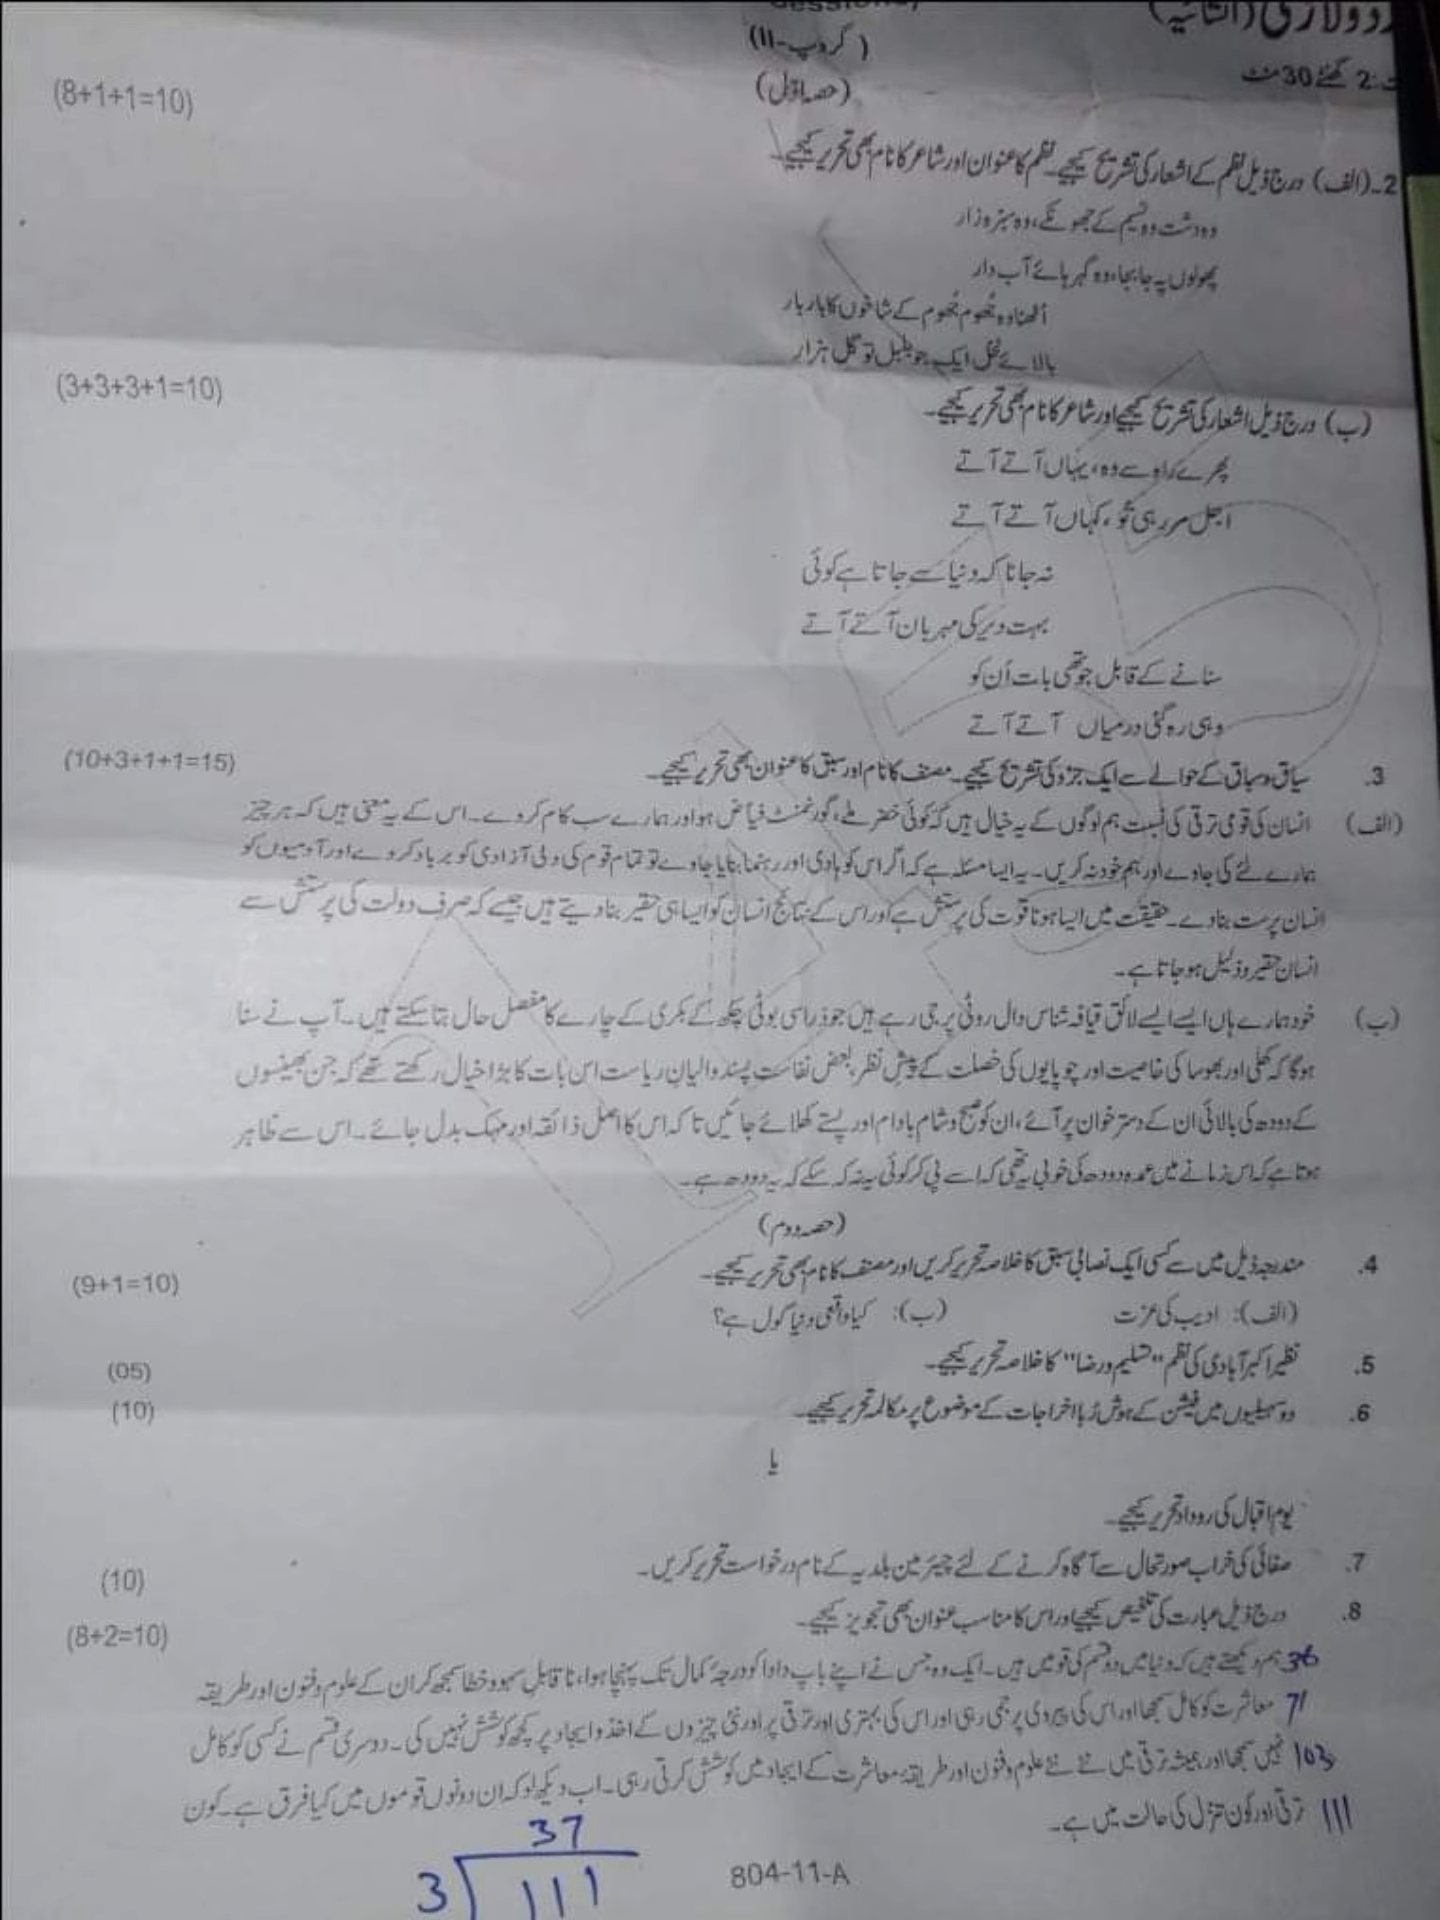 (گروپ-II)
2 گھنٹے 30 منٹ
(حصہ اوّل)
(8+1+1=10)
2-(الف) درج ذیل نظم کے اشعار کی تشریح کیجیے۔ نظم کا عنوان اور شاعر کا نام بھی تحریر کیجیے۔
وہ دشت وہ نسیم کے جھونکے، وہ سبزہ زار
پھولوں پہ جا بجا، وہ گہر ہائے آب دار
اُٹھنا وہ جُھوم جُھوم کے شاخوں کا بار بار
بالائے نخل ایک جو بلبل تو گل ہزار
(ب) درج ذیل اشعار کی تشریح کیجیے اور شاعر کا نام بھی تحریر کیجیے۔ (3+3+3+1=10)
پھرے راہ سے وہ، یہاں آتے آتے
اجل مر رہی تُو، کہاں آتے آتے
نہ جانا کہ دنیا سے جاتا ہے کوئی
بہت دیر کی مہرباں آتے آتے
سنانے کے قابل جو تھی بات اُن کو
وہی رہ گئی درمیاں آتے آتے
3. سیاق و سباق کے حوالے سے ایک جزو کی تشریح کیجیے۔ مصنف کا نام اور سبق کا عنوان بھی تحریر کیجیے۔ (10+3+1+1=15)
(الف) انسان کی قومی ترقی کی نسبت ہم لوگوں کے یہ خیال ہیں کہ کوئی خضر ملے، گورنمنٹ فیاض ہو اور ہمارے سب کام کر دے۔ اس کے یہ معنی ہیں کہ ہر چیز
ہمارے لئے کی جاوے اور ہم خود نہ کریں۔ یہ ایسا مسئلہ ہے کہ اگر اس کو ہادی اور رہنما بنایا جاوے تو تمام قوم کی دلی آزادی کو برباد کر دے اور آدمیوں کو
انسان پرست بنا دے۔ حقیقت میں ایسا ہونا قوت کی پرستش ہے اور اس کے نتائج انسان کو ایسا ہی حقیر بنا دیتے ہیں جیسے کہ صرف دولت کی پرستش سے
انسان حقیر و ذلیل ہو جاتا ہے۔
(ب) خود ہمارے ہاں ایسے ایسے لائق قیافہ شناس دال روٹی پر جی رہے ہیں جو ذرا سی بوٹی چکھ کے بکری کے چارے کا مفصل حال بتا سکتے ہیں۔ آپ نے سنا
ہوگا کہ کھلی اور بھوسا کی خاصیت اور چوپایوں کی خصلت کے پیش نظر، بعض نفاست پسند والیانِ ریاست اس بات کا بڑا خیال رکھتے تھے کہ جن بھینسوں
کے دودھ کی بالائی ان کے دستر خوان پر آئے، ان کو صبح و شام بادام اور پستے کھلائے جائیں تا کہ اس کا اصل ذائقہ اور مہک بدل جائے۔ اس سے ظاہر
ہوتا ہے کہ اس زمانے میں عمدہ دودھ کی خوبی یہ تھی کہ اسے پی کر کوئی یہ نہ کہہ سکے کہ یہ دودھ ہے۔
(حصہ دوم)
4. مندرجہ ذیل میں سے کسی ایک نصابی سبق کا خلاصہ تحریر کریں اور مصنف کا نام بھی تحریر کیجیے۔ (9+1=10)
(الف): ادیب کی عزت (ب): کیا واقعی دنیا گول ہے؟
5. نظیر اکبر آبادی کی نظم "تسلیم و رضا" کا خلاصہ تحریر کیجیے۔ (05)
6. دو سہیلیوں میں فیشن کے ہوش رُبا اخراجات کے موضوع پر مکالمہ تحریر کیجیے۔ (10)
یا
یومِ اقبال کی روداد تحریر کیجیے۔
7. صفائی کی خراب صورتحال سے آگاہ کرنے کے لئے چیئر مین بلدیہ کے نام درخواست تحریر کریں۔ (10)
8. درج ذیل عبارت کی تلخیص کیجیے اور اس کا مناسب عنوان بھی تجویز کیجیے۔ (8+2=10)
36 ہم دیکھتے ہیں کہ دنیا میں دو قسم کی قومیں ہیں۔ ایک وہ جس نے اپنے باپ دادا کو درجۂ کمال تک پہنچا ہوا، ناقابلِ سہو و خطا سمجھ کر ان کے علوم و فنون اور طریقہ
71 معاشرت کو کامل سمجھا اور اس کی پیروی پر جمی رہی اور اس کی بہتری اور ترقی پر اور نئی چیزوں کے اخذ و ایجاد پر کچھ کوشش نہیں کی۔ دوسری قسم نے کسی کو کامل
103 نہیں سمجھا اور ہمیشہ ترقی میں نئے نئے علوم و فنون اور طریقۂ معاشرت کے ایجاد میں کوشش کرتی رہی۔ اب دیکھ لو کہ ان دونوں قوموں میں کیا فرق ہے۔ کون
111 ترقی اور کون تنزل کی حالت میں ہے۔
37
3 111
804-11-A